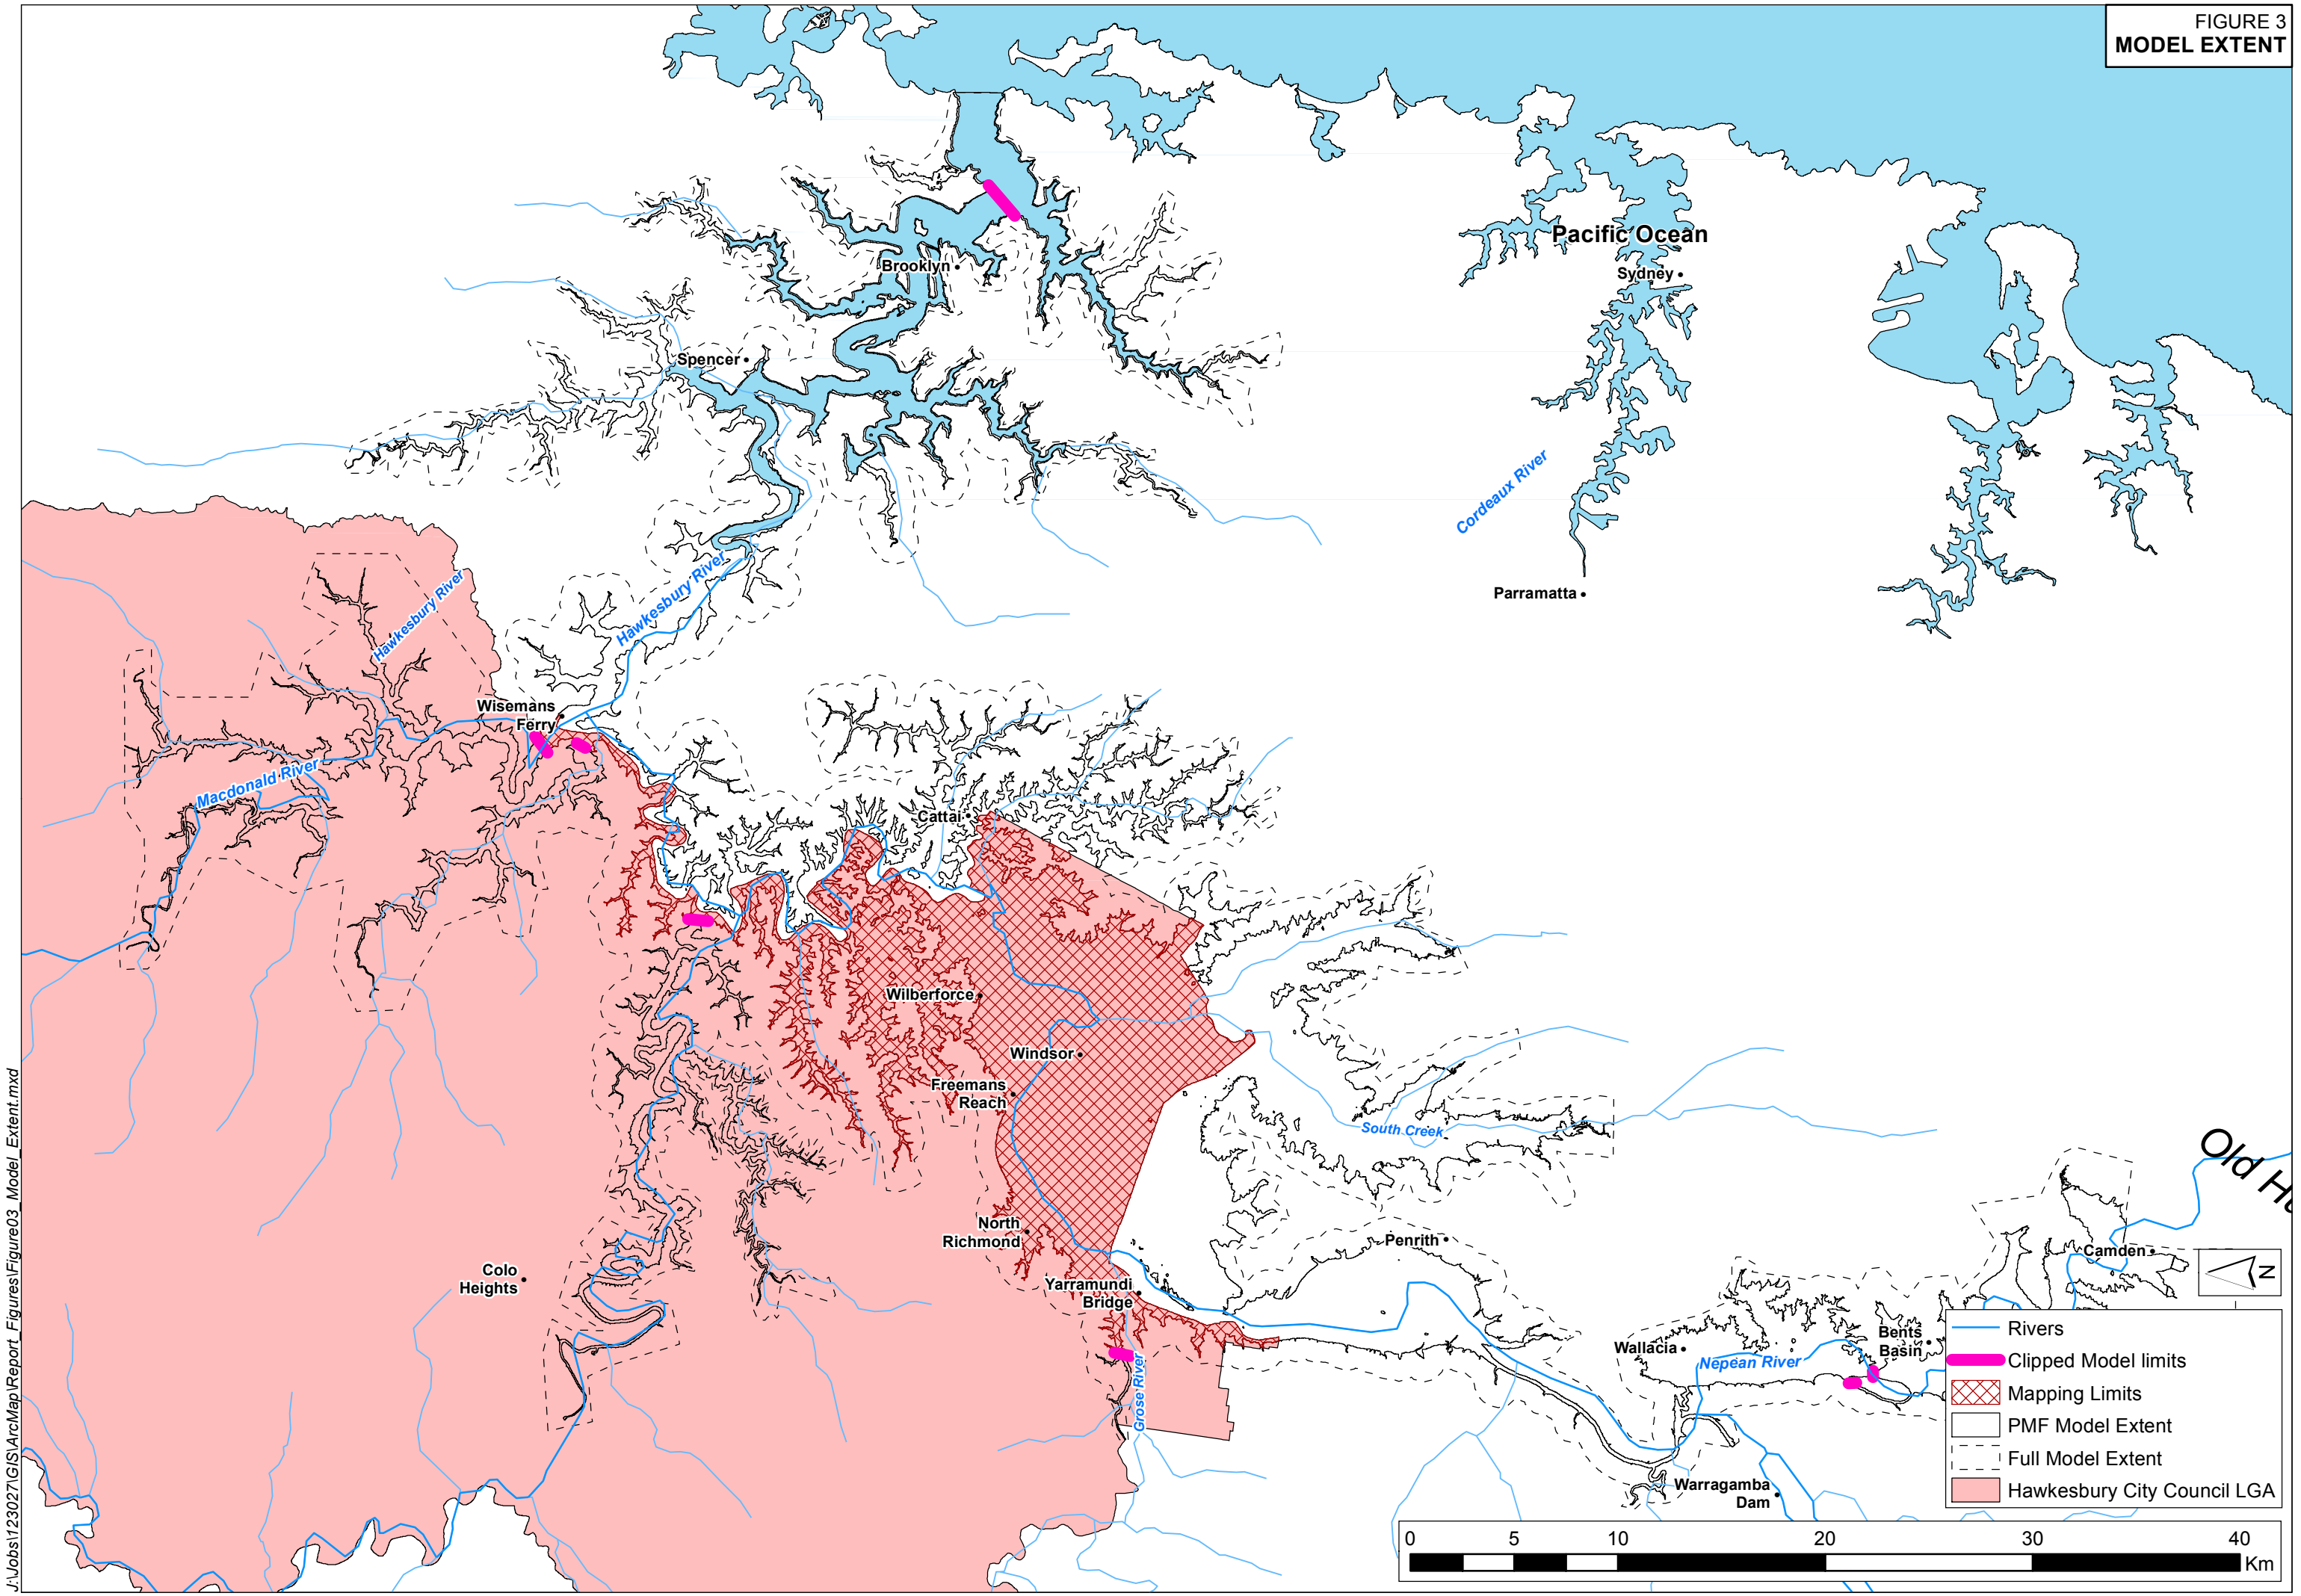 FIGURE 3
MODEL EXTENT
Pacific Ocean
Brooklyn
Sydney
Spencer
Cordeaux River
Hawkesbury River
Hawkesbury River
Parramatta
Wisemans
Ferry
Macdonald River
Cattai
Wilberforce
Windsor
Freemans
Reach
South Creek
North
Richmond
Penrith
Camden
Colo
Heights
Yarramundi
Bridge
Wallacia
Nepean River
Bents
Basin
Grose River
Warragamba
Dam
N
Rivers
Clipped Model limits
Mapping Limits
PMF Model Extent
Full Model Extent
Hawkesbury City Council LGA
0 5 10 20 30 40
Km
J:\Jobs\123027\GIS\ArcMap\Report_Figures\Figure03_Model_Extent.mxd